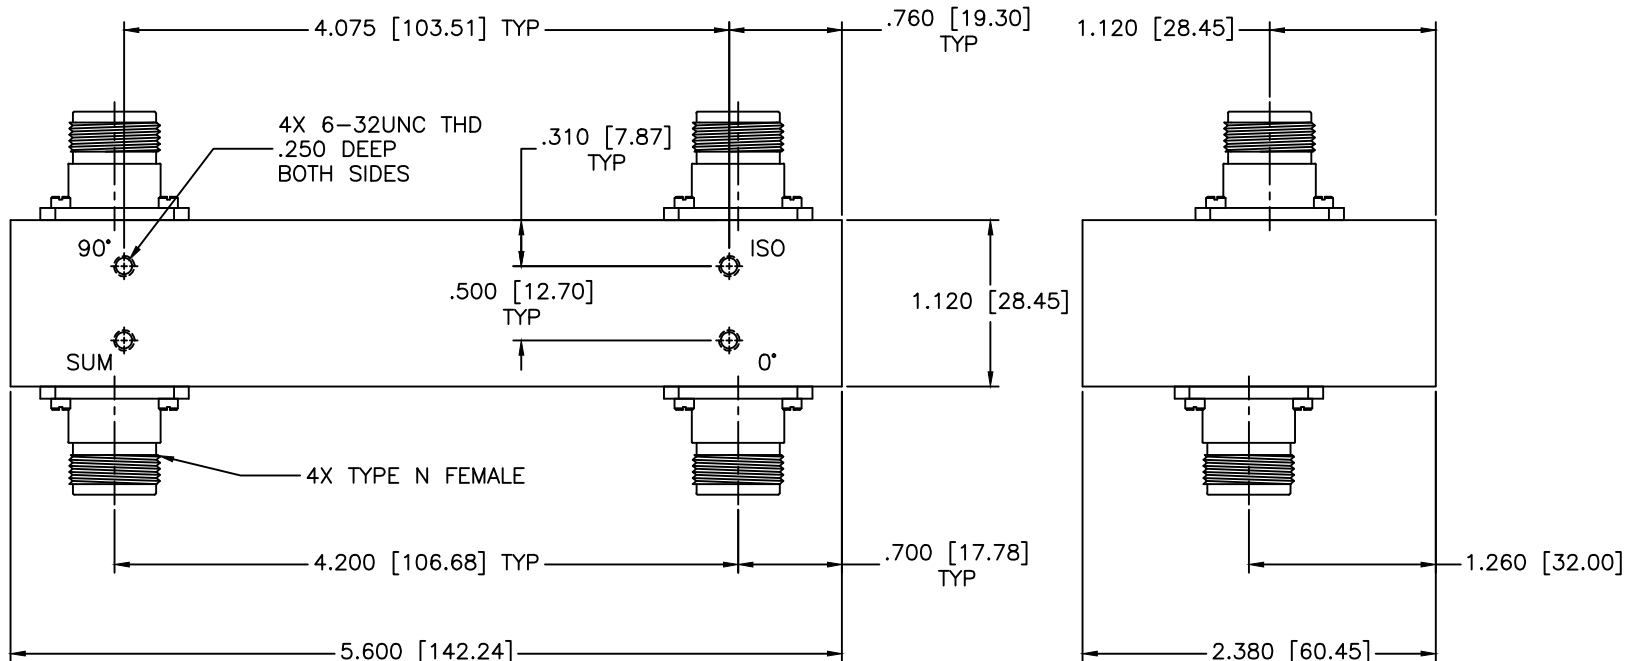 4.075 [103.51] TYP
.760 [19.30]
TYP
1.120 [28.45]
4X 6-32UNC THD
.250 DEEP
BOTH SIDES
.310 [7.87]
TYP
90°
ISO
.500 [12.70]
TYP
1.120 [28.45]
SUM
0°
4X TYPE N FEMALE
4.200 [106.68] TYP
.700 [17.78]
TYP
1.260 [32.00]
5.600 [142.24]
2.380 [60.45]